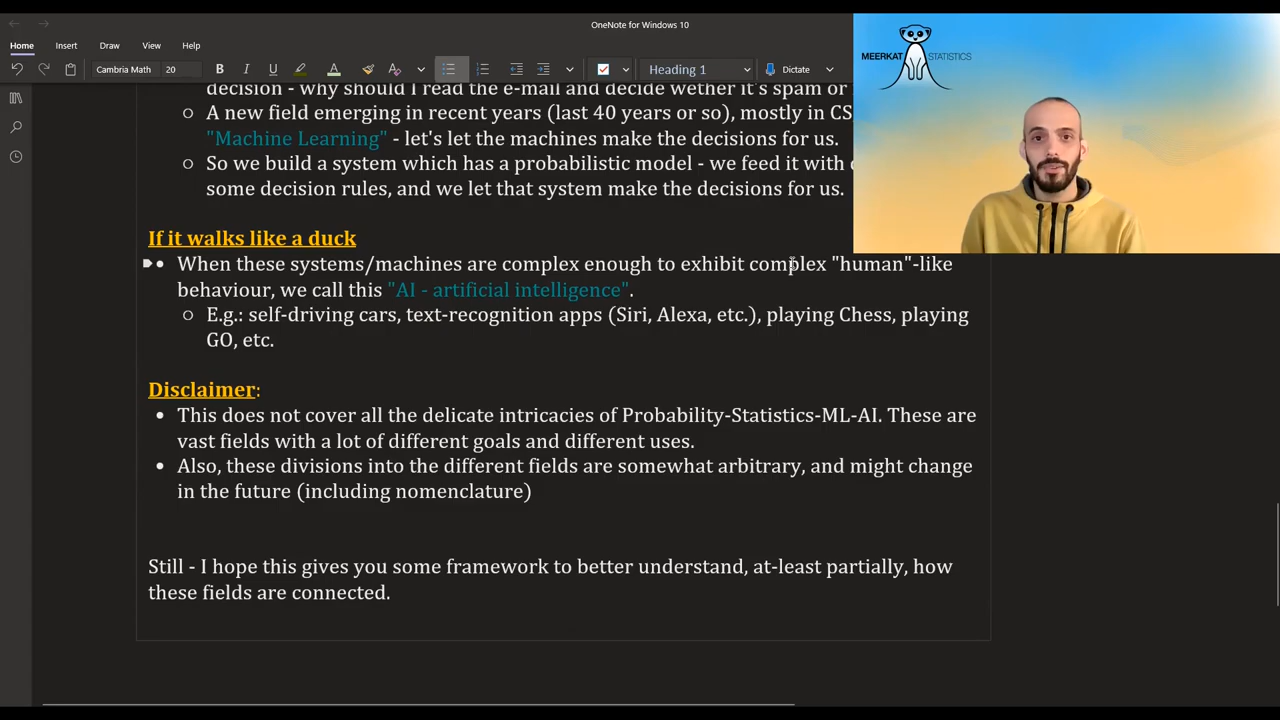 OneNote for Windows 10
Home Insert Draw View Help
Cambria Math 20 B I U A Heading 1 Dictate
MEERKAT STATISTICS
decision - why should I read the e-mail and decide wether it's spam or
A new field emerging in recent years (last 40 years or so), mostly in CS
"Machine Learning" - let's let the machines make the decisions for us.
So we build a system which has a probabilistic model - we feed it with
some decision rules, and we let that system make the decisions for us.
If it walks like a duck
When these systems/machines are complex enough to exhibit complex "human"-like
behaviour, we call this "AI - artificial intelligence".
E.g.: self-driving cars, text-recognition apps (Siri, Alexa, etc.), playing Chess, playing
GO, etc.
Disclaimer:
This does not cover all the delicate intricacies of Probability-Statistics-ML-AI. These are
vast fields with a lot of different goals and different uses.
Also, these divisions into the different fields are somewhat arbitrary, and might change
in the future (including nomenclature)
Still - I hope this gives you some framework to better understand, at-least partially, how
these fields are connected.